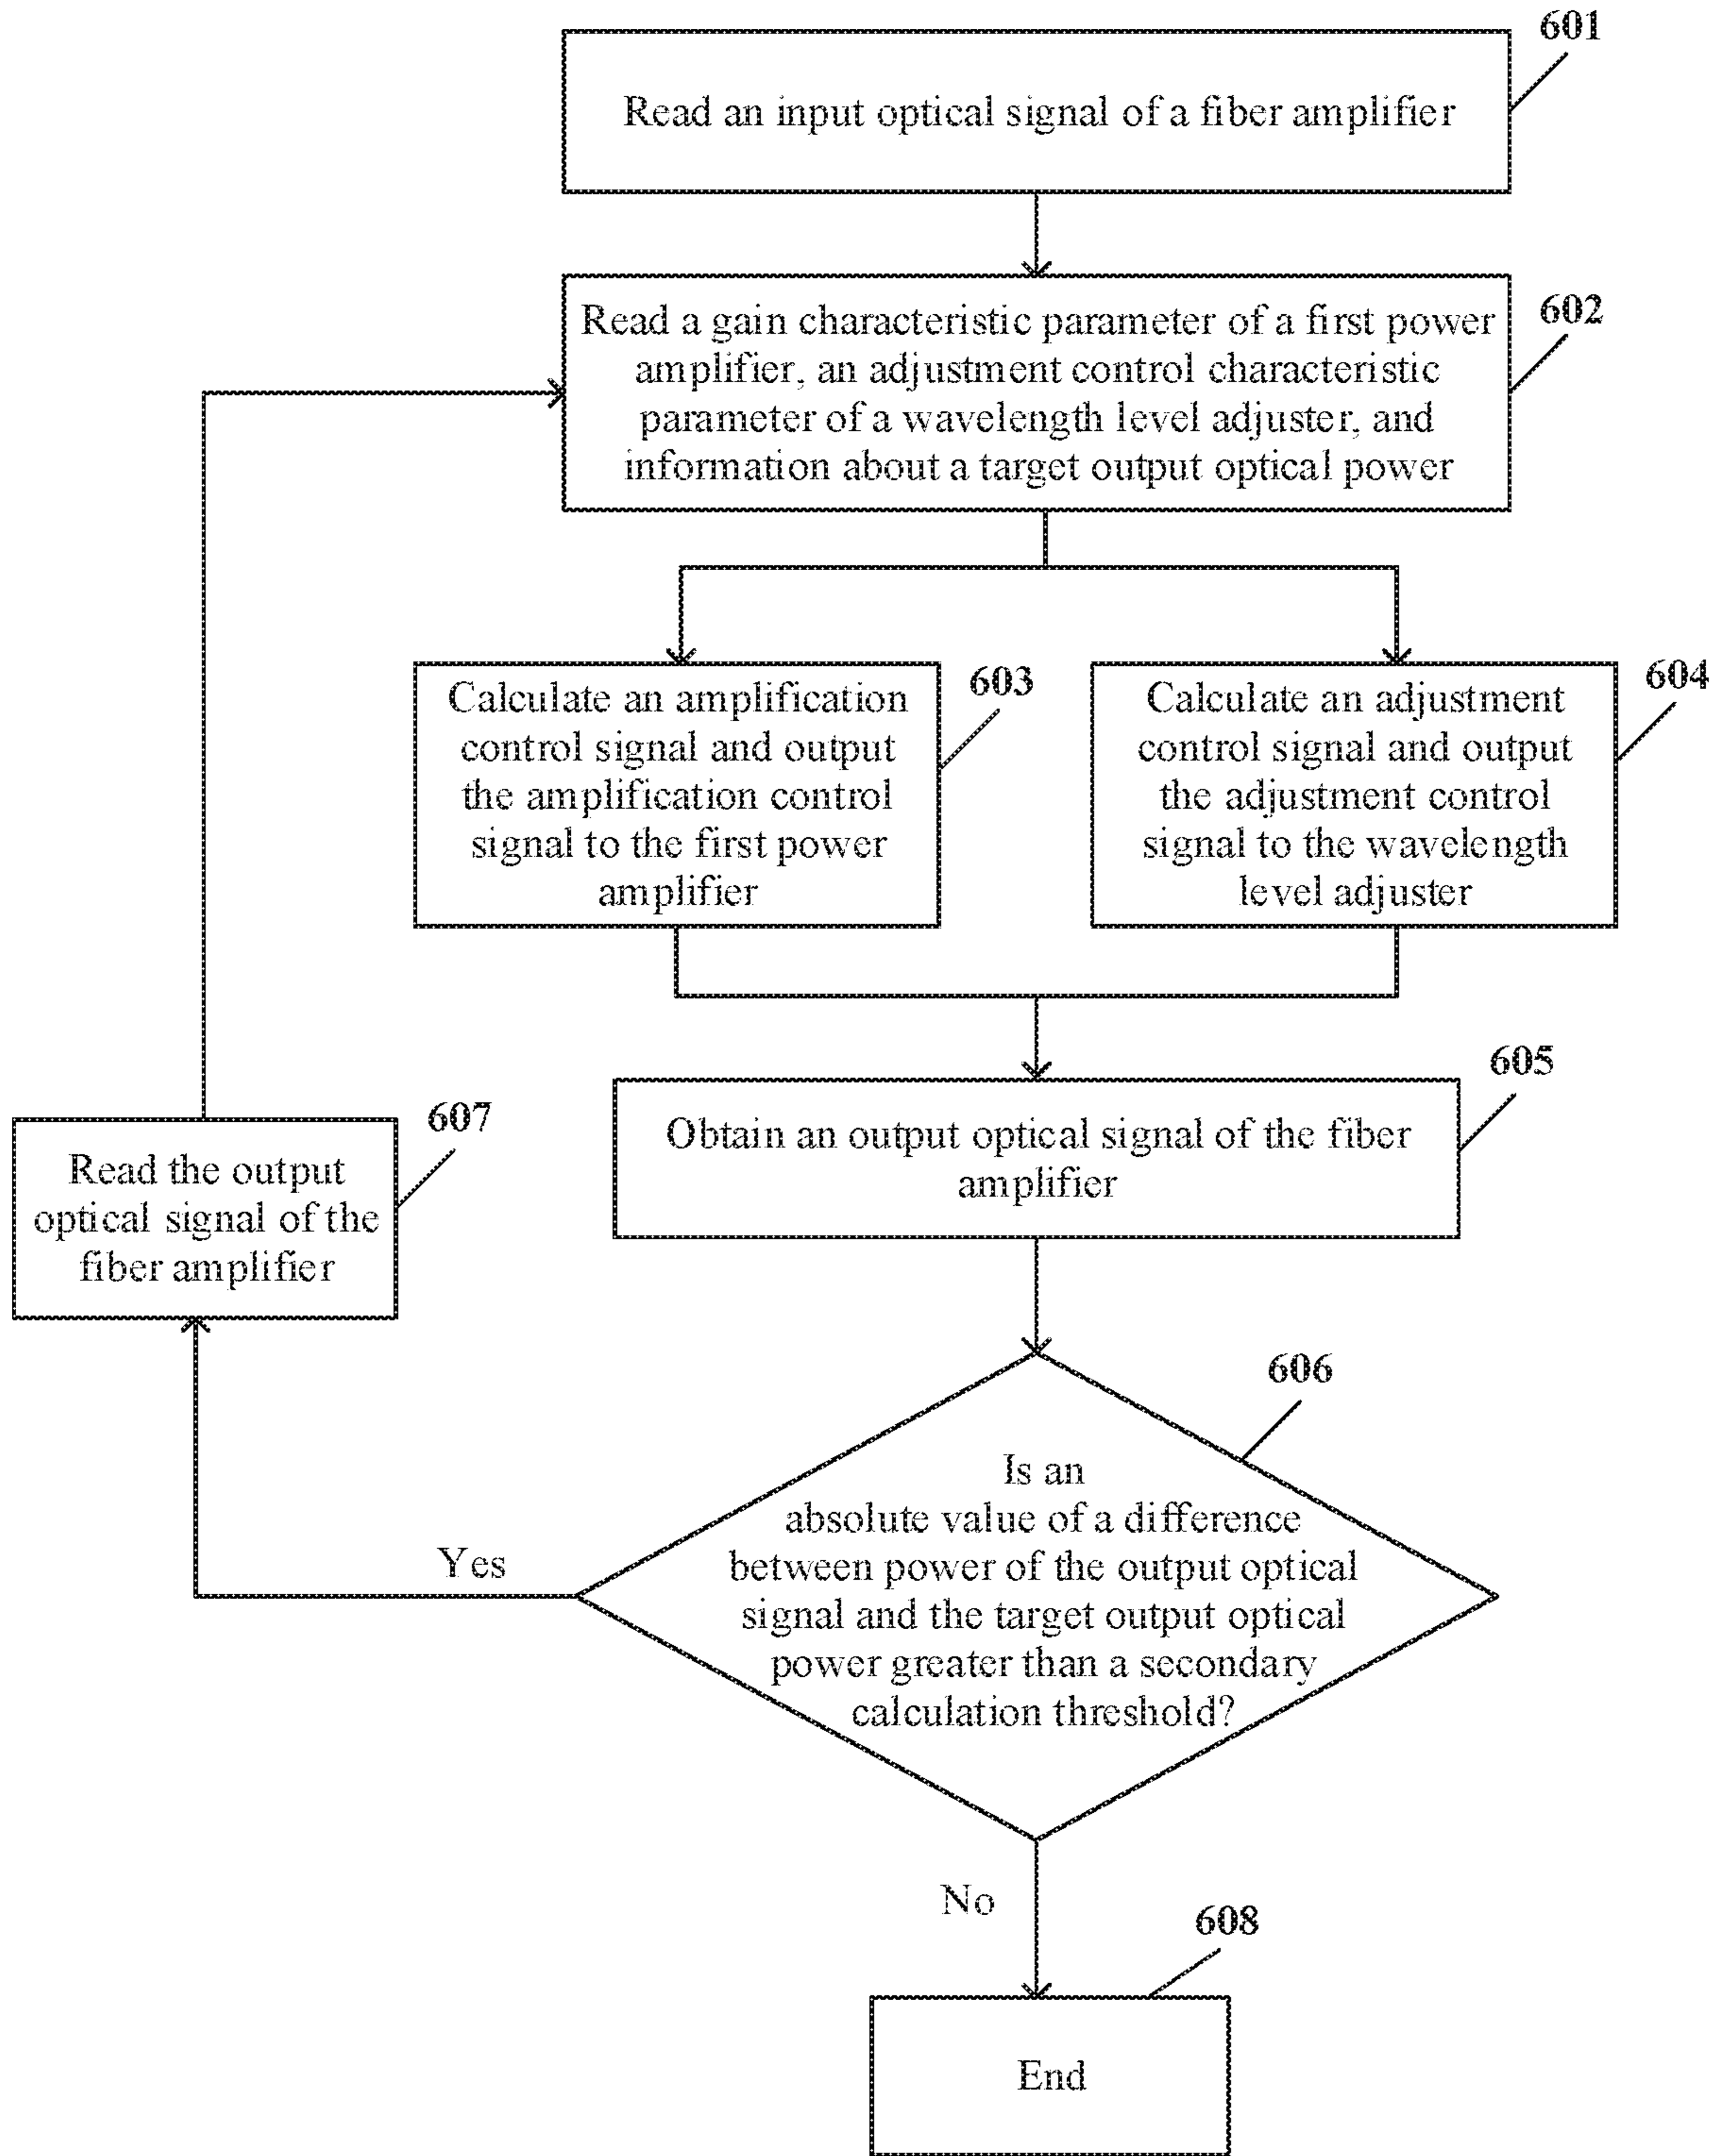 601
Read an input optical signal of a fiber amplifier
602
Read a gain characteristic parameter of a first power
amplifier, an adjustment control characteristic
parameter of a wavelength level adjuster, and
information about a target output optical power
603
Calculate an amplification
control signal and output
the amplification control
signal to the first power
amplifier
604
Calculate an adjustment
control signal and output
the adjustment control
signal to the wavelength
level adjuster
605
Obtain an output optical signal of the fiber
amplifier
607
Read the output
optical signal of the
fiber amplifier
606
Is an
absolute value of a difference
between power of the output optical
signal and the target output optical
power greater than a secondary
calculation threshold?
Yes
No
608
End